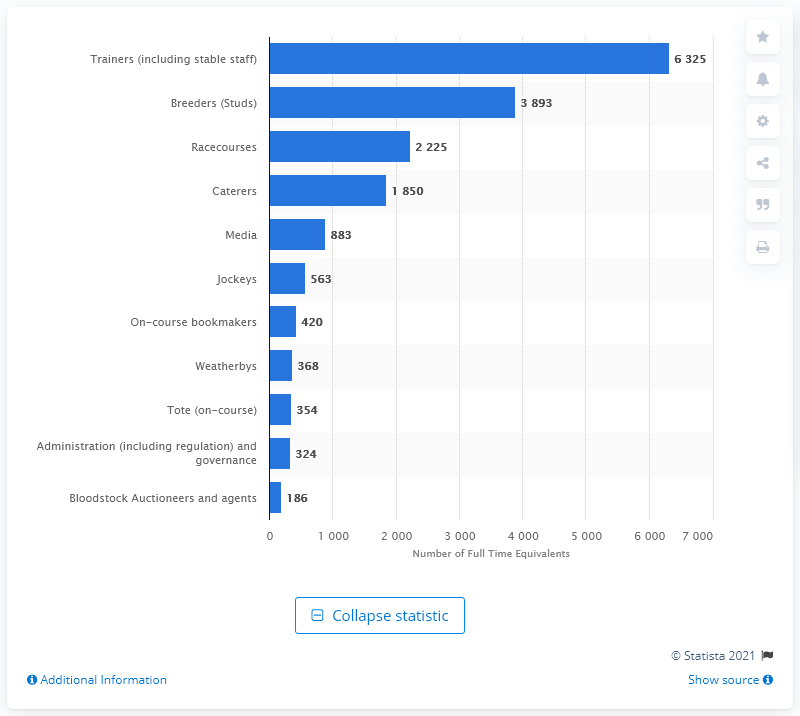 Trainers (including stable staff)
6 325
Breeders (Studs)
3 893
Racecourses
2 225
Caterers
1 850
Media
883
Jockeys
563
On-course bookmakers
420
Weatherbys
368
Tote (on-course)
354
Administration (including regulation) and
governance
324
Bloodstock Auctioneers and agents
186
0 1 000 2 000 3 000 4 000 5 000 6 000 7 000
Number of Full Time Equivalents
Collapse statistic
© Statista 2021
Additional Information
Show source